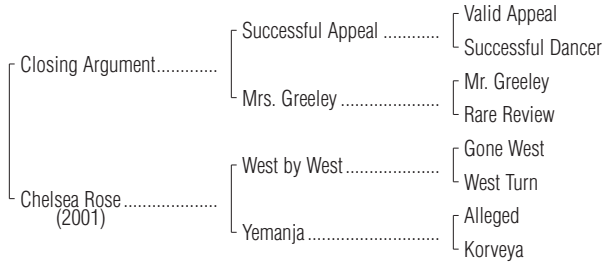 Valid Appeal
Successful Appeal ............
Successful Dancer
Closing Argument.............
Mr. Greeley
Mrs. Greeley ....................
Rare Review
Gone West
West by West...................
West Turn
Chelsea Rose ...................
(2001)
Alleged
Yemanja ...........................
Korveya